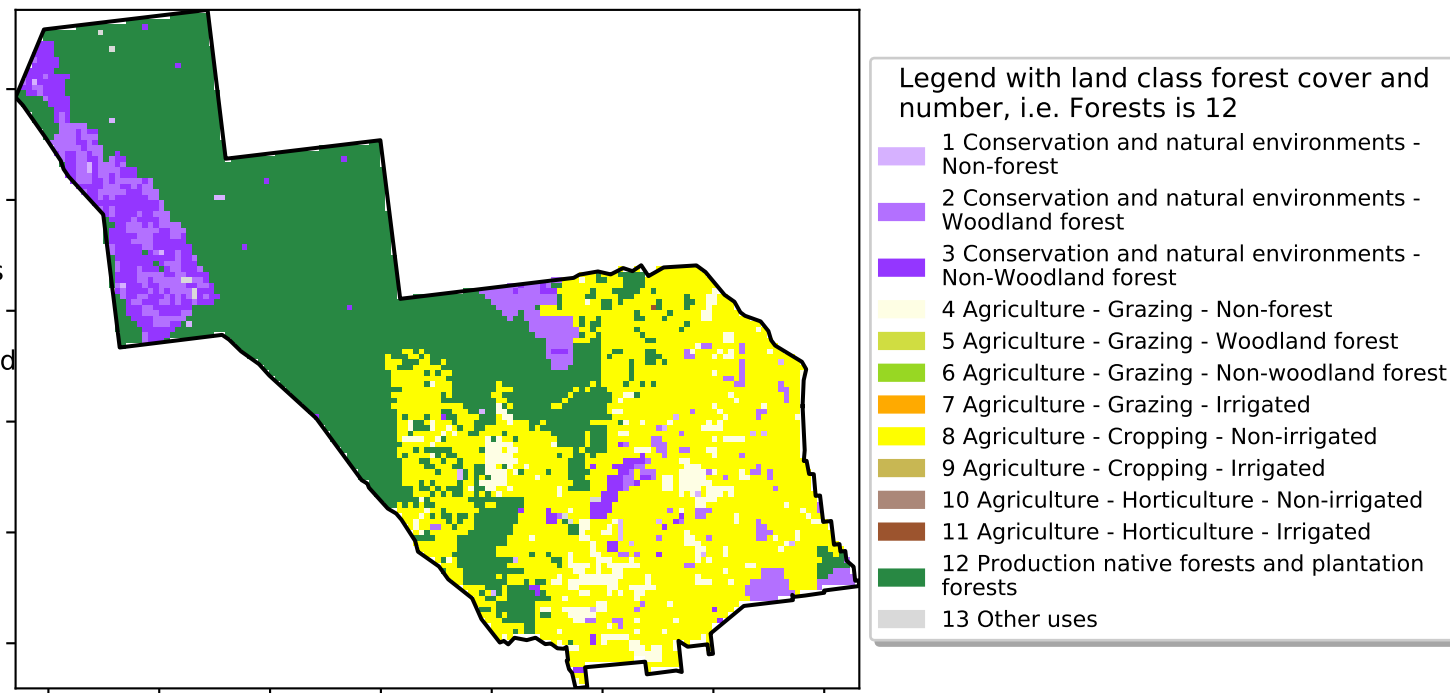 Legend with land class forest cover and
number, i.e. Forests is 12
1 Conservation and natural environments -
Non-forest
2 Conservation and natural environments -
Woodland forest
3 Conservation and natural environments -
Non-Woodland forest
4 Agriculture - Grazing - Non-forest
5 Agriculture - Grazing - Woodland forest
6 Agriculture - Grazing - Non-woodland forest
7 Agriculture - Grazing - Irrigated
8 Agriculture - Cropping - Non-irrigated
9 Agriculture - Cropping - Irrigated
10 Agriculture - Horticulture - Non-irrigated
11 Agriculture - Horticulture - Irrigated
12 Production native forests and plantation
forests
13 Other uses